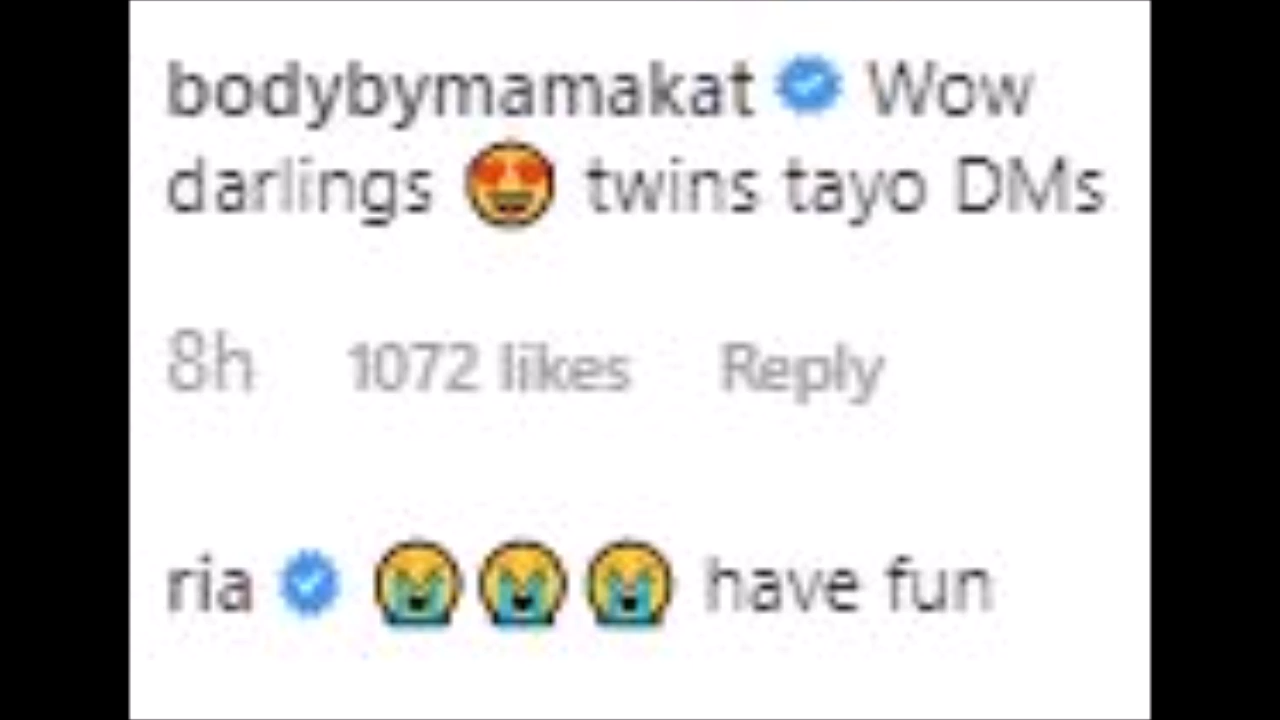 bodybymamakat Wow
darlings 😍 twins tayo DMs
8h 1072 likes Reply
ria 😭😭😭 have fun